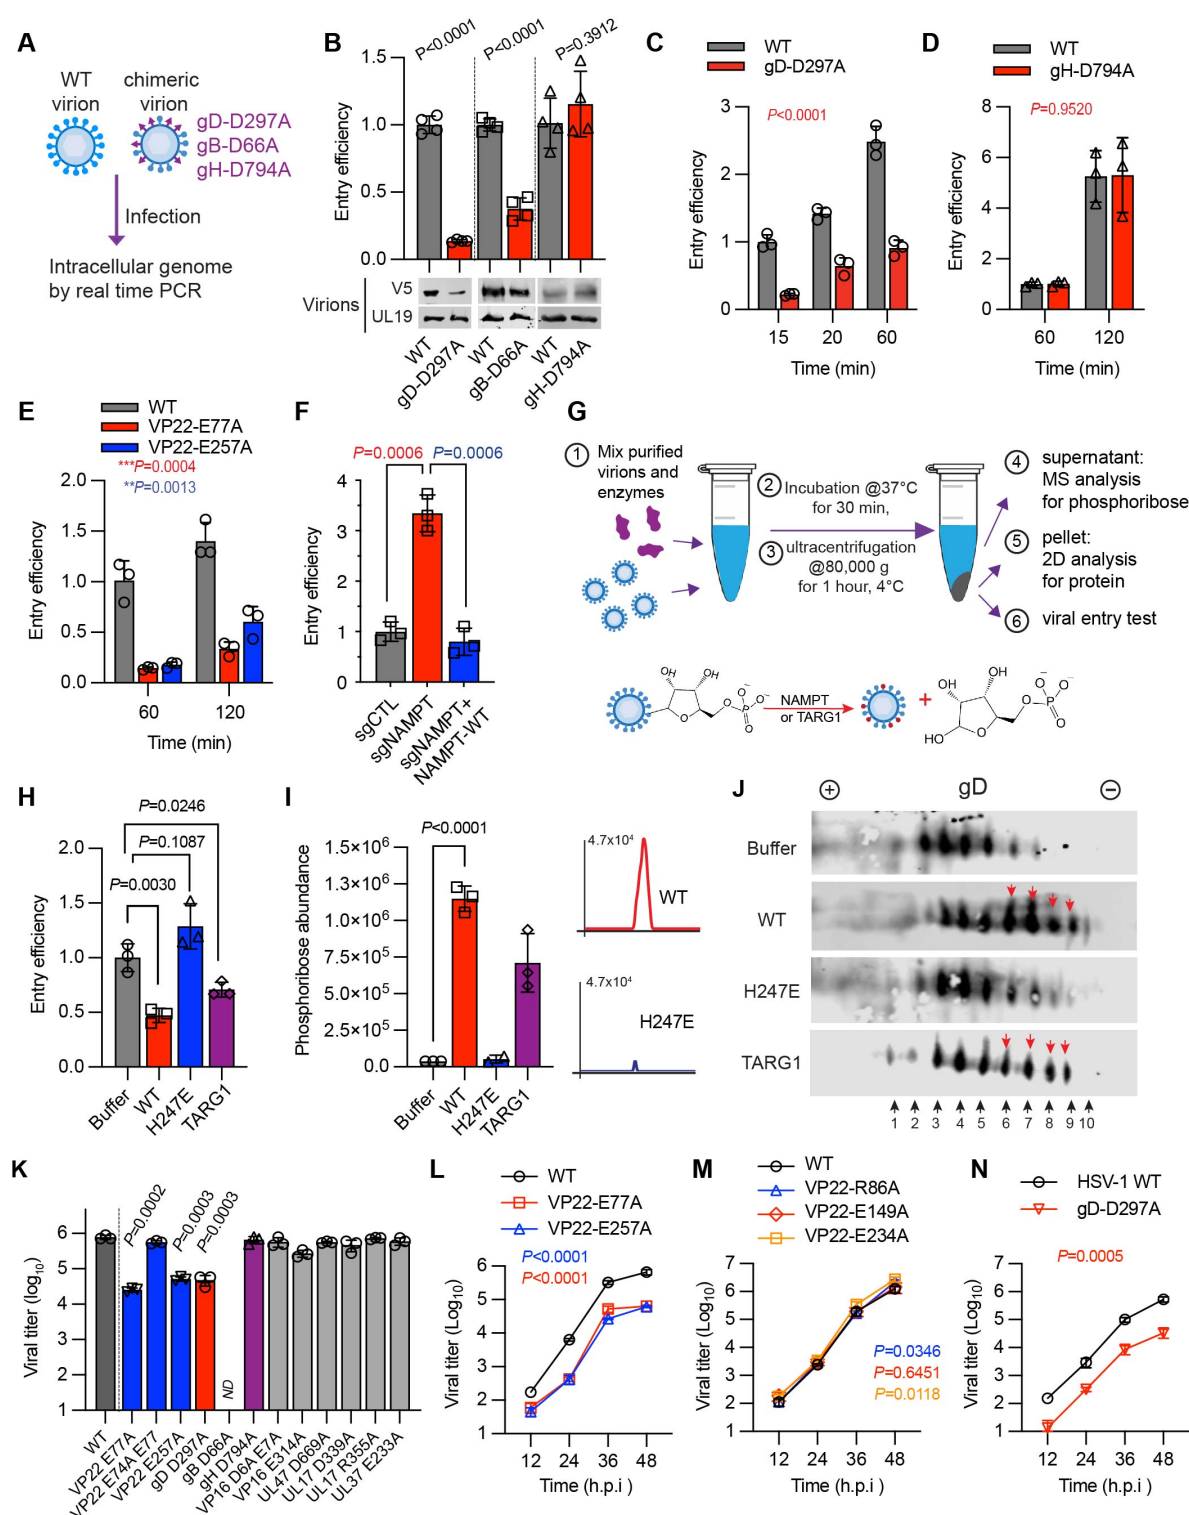 A
WT
virion
chimeric
virion
gD-D297A
gB-D66A
gH-D794A
Infection
Intracellular genome
by real time PCR
B
P<0.0001
P<0.0001
P=0.3912
Entry efficiency
1.5
1.0
0.5
0.0
WT
gD-D297A
WT
gB-D66A
WT
gH-D794A
Virions
V5
UL19
C
WT
gD-D297A
P<0.0001
Entry efficiency
3
2
1
0
15
20
60
Time (min)
D
WT
gH-D794A
P=0.9520
Entry efficiency
8
6
4
2
0
60
120
Time (min)
E
WT
VP22-E77A
VP22-E257A
***P=0.0004
**P=0.0013
Entry efficiency
2.0
1.5
1.0
0.5
0.0
60
120
Time (min)
F
P=0.0006
P=0.0006
Entry efficiency
4
3
2
1
0
sgCTL
sgNAMPT
sgNAMPT+
NAMPT-WT
G
1
Mix purified
virions and
enzymes
2
Incubation @37°C
for 30 min,
3
ultracentrifugation
@80,000 g
for 1 hour, 4°C
4
supernatant:
MS analysis
for phosphoribose
5
pellet:
2D analysis
for protein
6
viral entry test
OH
OH
O
O
P
O⁻
O⁻
O
NAMPT
or TARG1
+
OH
OH
HO
O
O
P
O⁻
O⁻
O
H
P=0.0246
P=0.1087
P=0.0030
Entry efficiency
2.0
1.5
1.0
0.5
0.0
Buffer
WT
H247E
TARG1
I
P<0.0001
Phosphoribose abundance
1.5×10⁶
1.3×10⁶
1.0×10⁶
7.5×10⁵
5.0×10⁵
2.5×10⁵
0.0
Buffer
WT
H247E
TARG1
4.7x10⁴
WT
4.7x10⁴
H247E
J
+
gD
−
Buffer
WT
H247E
TARG1
1 2 3 4 5 6 7 8 9 10
K
P=0.0002
P=0.0003
P=0.0003
Viral titer (log₁₀)
6
5
4
3
2
1
ND
WT
VP22 E77A
VP22 E74A E77
VP22 E257A
gD D297A
gB D66A
gH D794A
VP16 D6A E7A
VP16 E314A
UL47 D669A
UL17 D339A
UL17 R355A
UL37 E233A
L
WT
VP22-E77A
VP22-E257A
P<0.0001
P<0.0001
Viral titer (Log₁₀)
6
5
4
3
2
1
12
24
36
48
Time (h.p.i )
M
WT
VP22-R86A
VP22-E149A
VP22-E234A
Viral titer (Log₁₀)
7
6
5
4
3
2
1
P=0.0346
P=0.6451
P=0.0118
12
24
36
48
Time (h.p.i )
N
HSV-1 WT
gD-D297A
P=0.0005
Viral titer (Log₁₀)
7
6
5
4
3
2
1
12
24
36
48
Time (h.p.i )